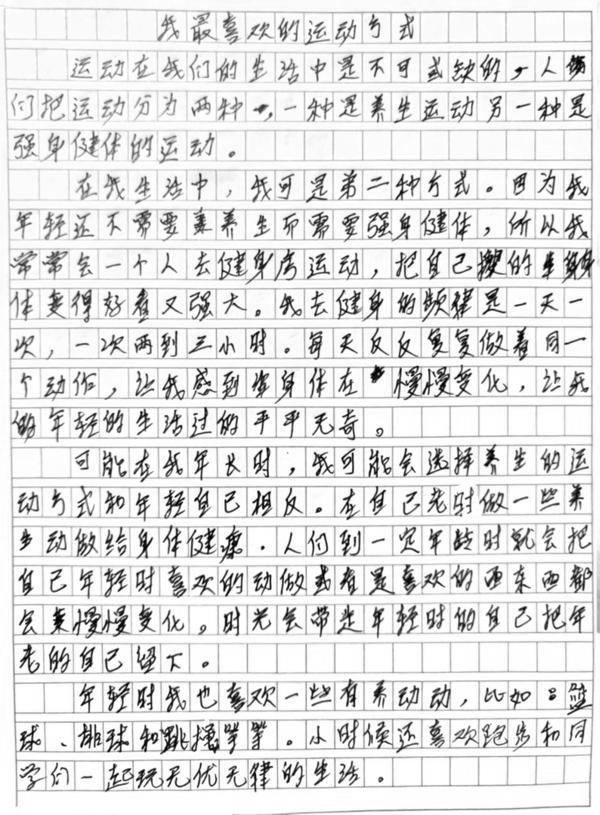 我最喜欢的运动方式
运动在我们的生活中是不可或缺的，人
们把运动分为两种，一种是养生运动另一种是
强身健体的运动。
在我生活中，我可是第二种方式。因为我
年轻还不需要养生而需要强身健体，所以我
常常会一个人去健身房运动，把自己的身
体变得好看又强大。我去健身的频律是一天一
次，一次两到三小时。每天反反复复做着同一
个动作，让我感到身体在慢慢变化，让我
的年轻的生活过的平平无奇。
可能在我年长时，我可能会选择养生的运
动方式和年轻自己相反。在自己老时做一些养
生动做给身体健康．人们到一定年龄时就会把
自己年轻时喜欢的动做或者是喜欢的西东西都
会来慢慢变化。时光会带走年轻时的自己把年
老的自己留下。
年轻时我也喜欢一些有养动动，比如：篮
球、排球和跳操等等。小时候还喜欢跑步和同
学们一起玩无优无律的生活。